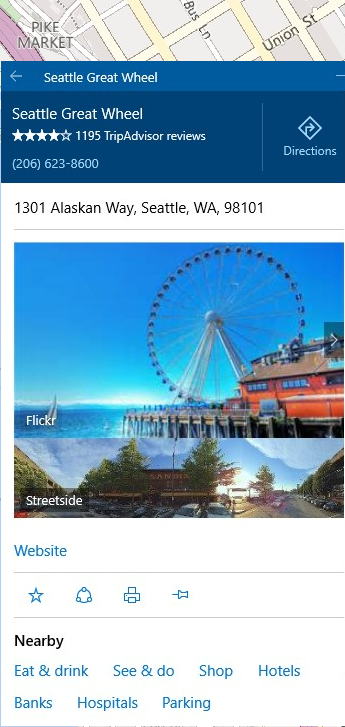 PIKE
MARKET
Bus Ln
Union St
Seattle Great Wheel
Seattle Great Wheel
1195 TripAdvisor reviews
(206) 623-8600
Directions
1301 Alaskan Way, Seattle, WA, 98101
Flickr
Streetside
Website
Nearby
Eat & drink See & do Shop Hotels
Banks Hospitals Parking